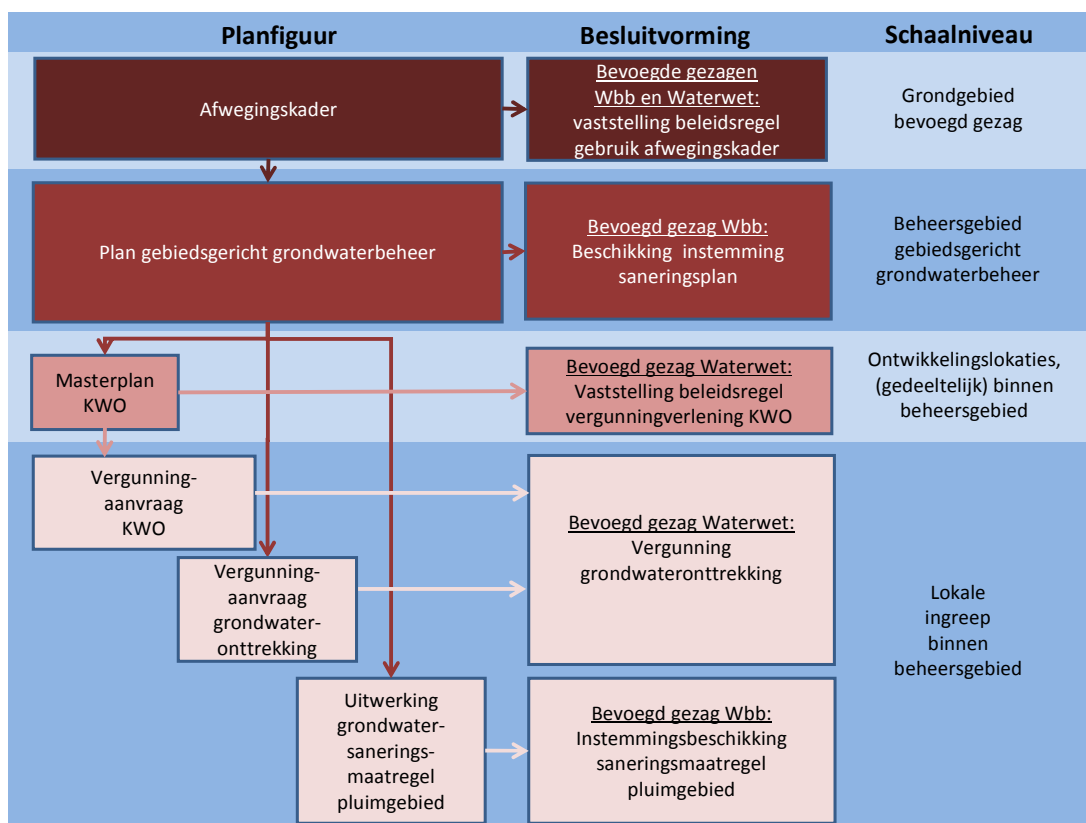 Planfiguur
Besluitvorming
Schaalniveau
Afwegingskader
Bevoegde gezagen
Wbb en Waterwet:
vaststelling beleidsregel
gebruik afwegingskader
Grondgebied
bevoegd gezag
Plan gebiedsgericht grondwaterbeheer
Bevoegd gezag Wbb:
Beschikking instemming
saneringsplan
Beheersgebied
gebiedsgericht
grondwaterbeheer
Masterplan
KWO
Bevoegd gezag Waterwet:
Vaststelling beleidsregel
vergunningverlening KWO
Ontwikkelingslokaties,
(gedeeltelijk) binnen
beheersgebied
Vergunning-
aanvraag
KWO
Vergunning-
aanvraag
grondwater-
onttrekking
Bevoegd gezag Waterwet:
Vergunning
grondwateronttrekking
Lokale
ingreep
binnen
beheersgebied
Uitwerking
grondwater-
sanerings-
maatregel
pluimgebied
Bevoegd gezag Wbb:
Instemmingsbeschikking
saneringsmaatregel
pluimgebied